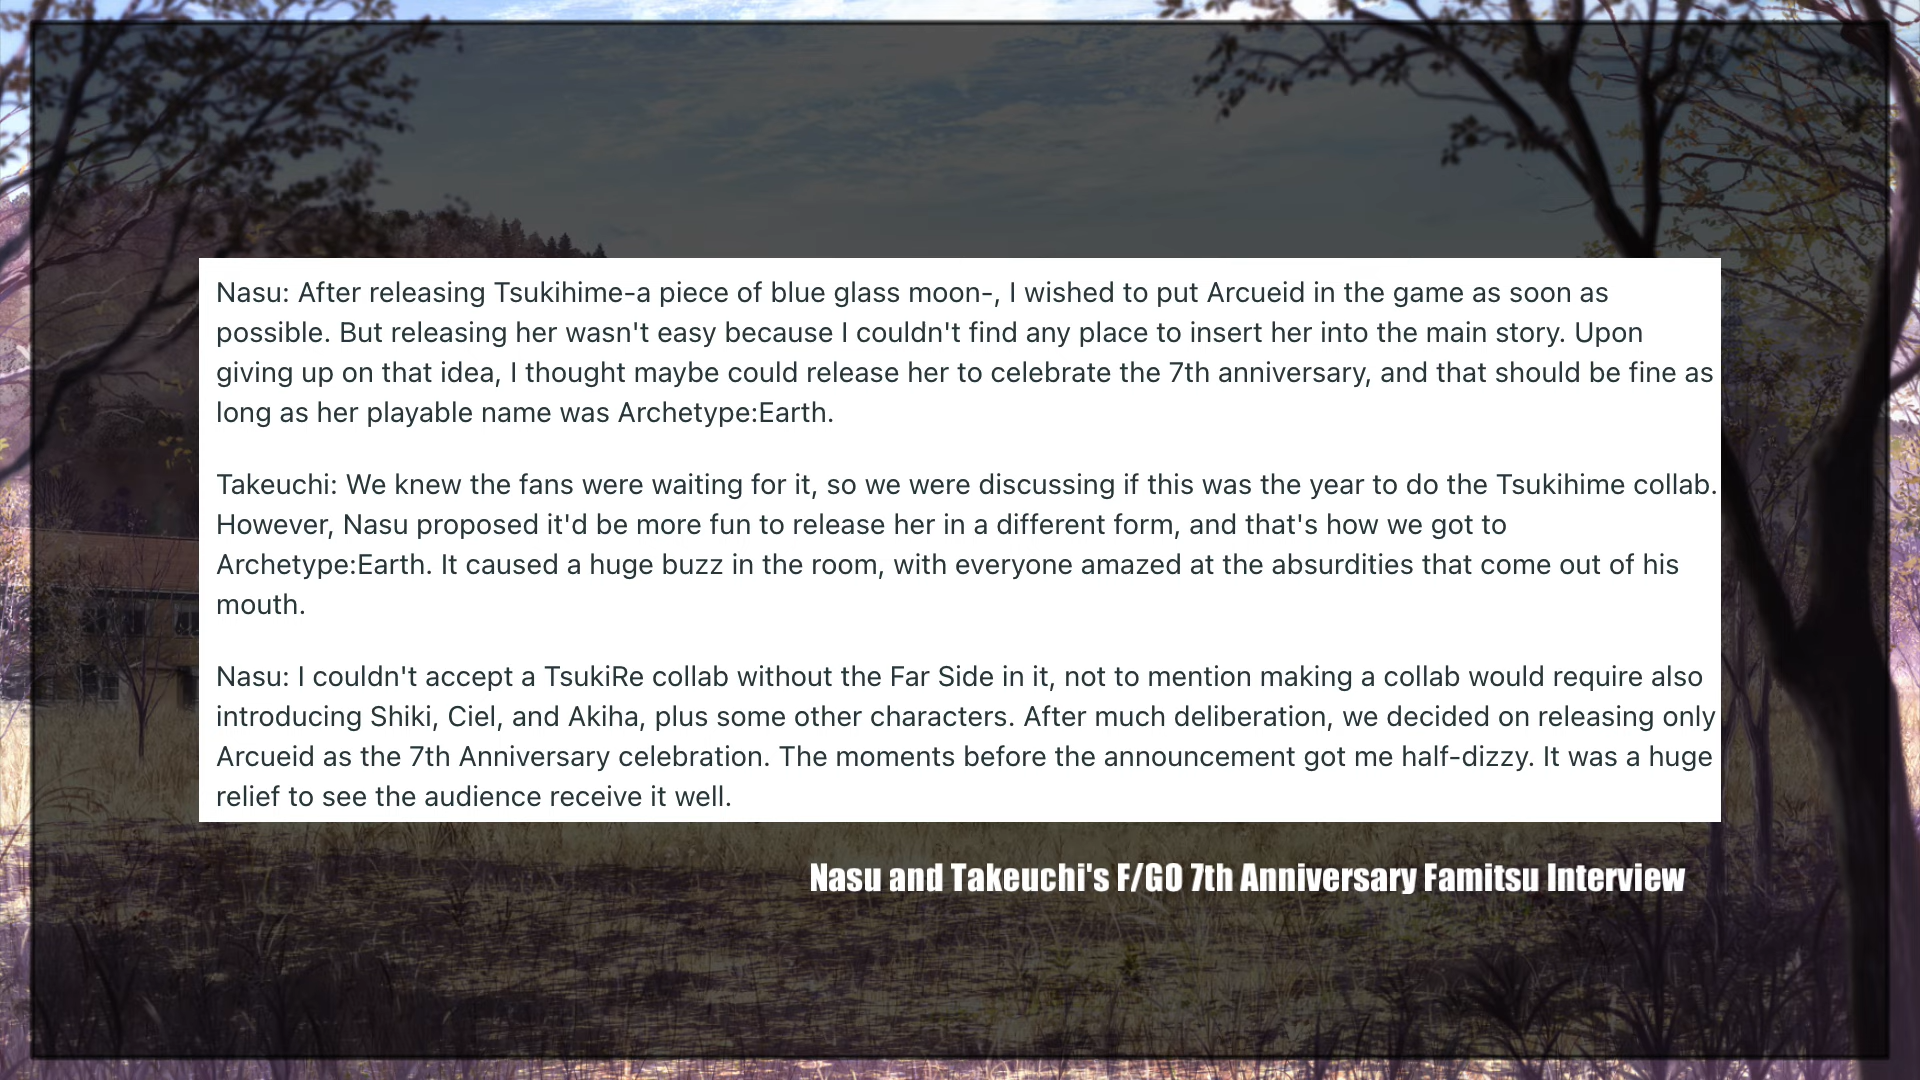 Nasu: After releasing Tsukihime-a piece of blue glass moon-, I wished to put Arcueid in the game as soon as
possible. But releasing her wasn't easy because I couldn't find any place to insert her into the main story. Upon
giving up on that idea, I thought maybe could release her to celebrate the 7th anniversary, and that should be fine as
long as her playable name was Archetype:Earth.
Takeuchi: We knew the fans were waiting for it, so we were discussing if this was the year to do the Tsukihime collab.
However, Nasu proposed it'd be more fun to release her in a different form, and that's how we got to
Archetype:Earth. It caused a huge buzz in the room, with everyone amazed at the absurdities that come out of his
mouth.
Nasu: I couldn't accept a TsukiRe collab without the Far Side in it, not to mention making a collab would require also
introducing Shiki, Ciel, and Akiha, plus some other characters. After much deliberation, we decided on releasing only
Arcueid as the 7th Anniversary celebration. The moments before the announcement got me half-dizzy. It was a huge
relief to see the audience receive it well.
Nasu and Takeuchi's F/GO 7th Anniversary Famitsu Interview